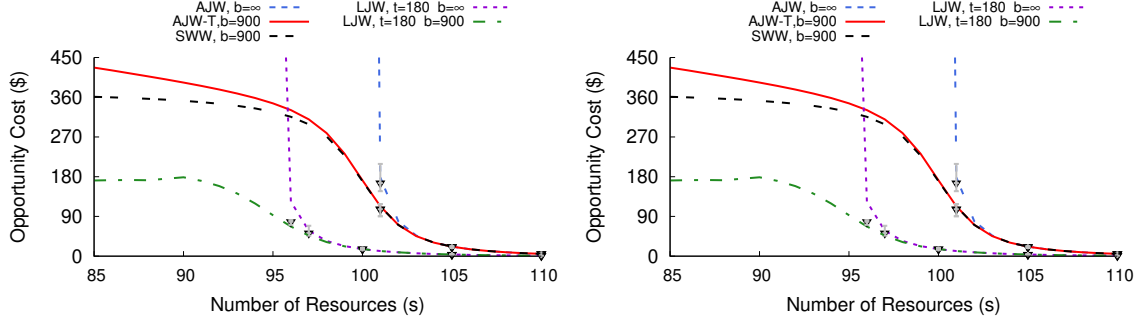 AJW, b=∞
AJW-T,b=900
SWW, b=900
LJW, t=180 b=∞
LJW, t=180 b=900
Opportunity Cost ($)
450
360
270
180
90
0
85 90 95 100 105 110
Number of Resources (s)
AJW, b=∞
AJW-T,b=900
SWW, b=900
LJW, t=180 b=∞
LJW, t=180 b=900
Opportunity Cost ($)
450
360
270
180
90
0
85 90 95 100 105 110
Number of Resources (s)